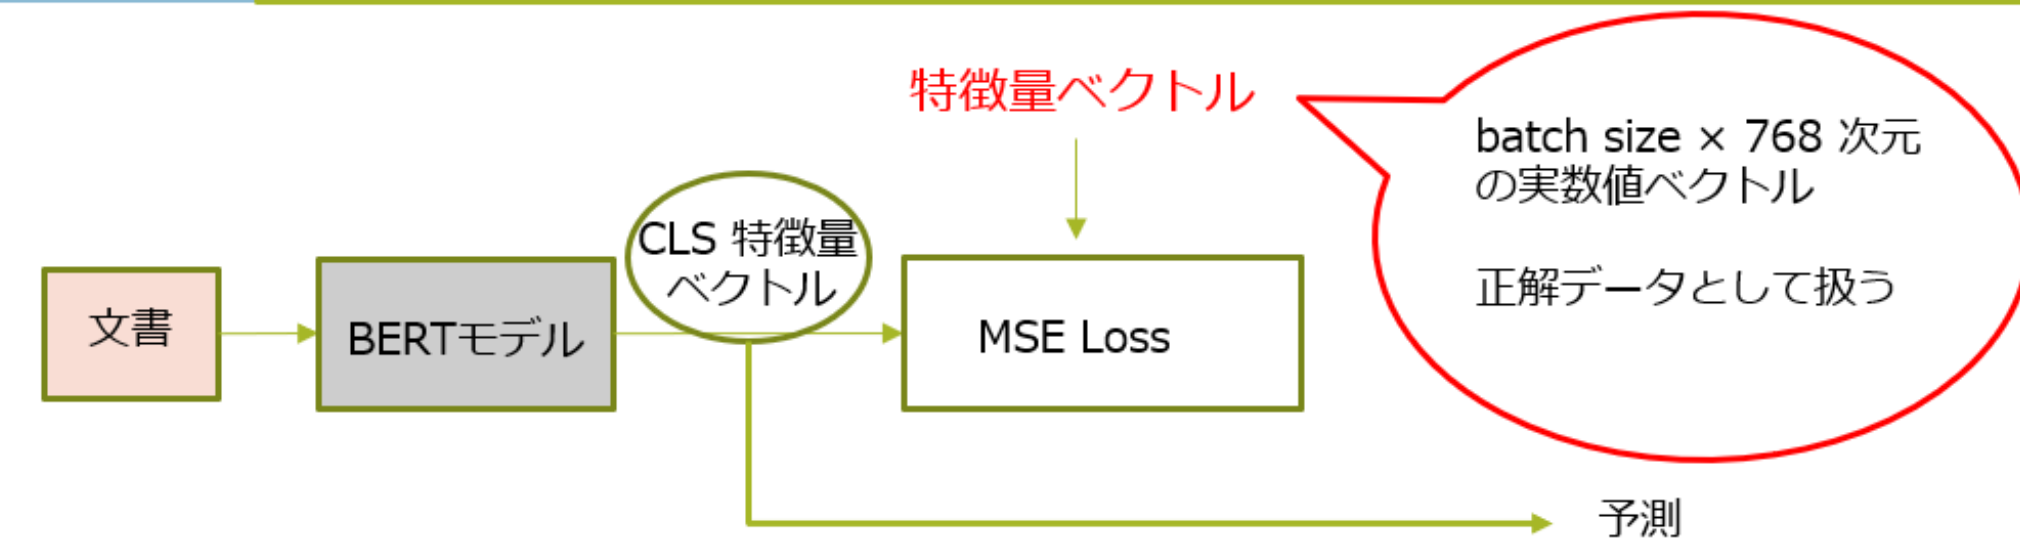 特徴量ベクトル
batch size × 768 次元
の実数値ベクトル
正解データとして扱う
CLS 特徴量
ベクトル
文書
BERTモデル
MSE Loss
予測